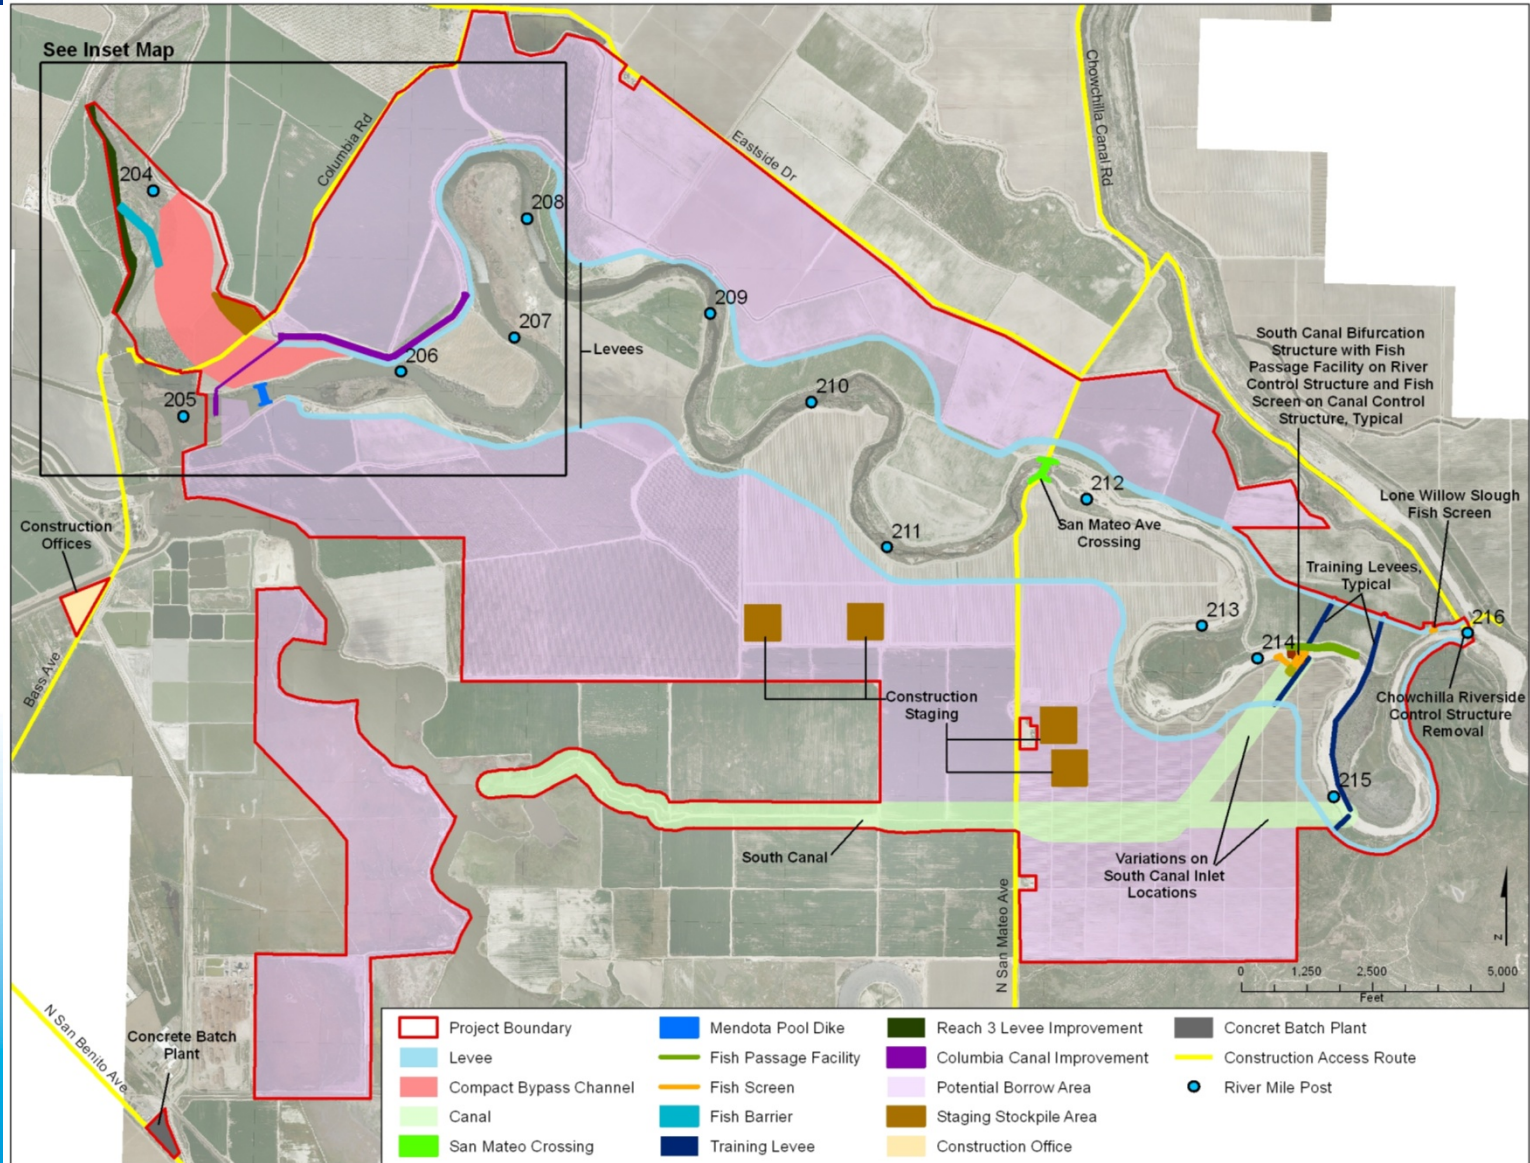 See Inset Map
204
Columbia Rd
208
Eastside Dr
Chowchilla Canal Rd
209
207
Levees
206
205
210
South Canal Bifurcation
Structure with Fish
Passage Facility on River
Control Structure and Fish
Screen on Canal Control
Structure, Typical
212
Lone Willow Slough
Fish Screen
Construction
Offices
211
San Mateo Ave
Crossing
Training Levees,
Typical
213
216
214
Bass Ave
Construction
Staging
Chowchilla Riverside
Control Structure
Removal
215
South Canal
Variations on
South Canal Inlet
Locations
N San Mateo Ave
N
0 1,250 2,500 5,000
Feet
N San Benito Ave
Concrete Batch
Plant
Project Boundary
Levee
Compact Bypass Channel
Canal
San Mateo Crossing
Mendota Pool Dike
Fish Passage Facility
Fish Screen
Fish Barrier
Training Levee
Reach 3 Levee Improvement
Columbia Canal Improvement
Potential Borrow Area
Staging Stockpile Area
Construction Office
Concret Batch Plant
Construction Access Route
River Mile Post